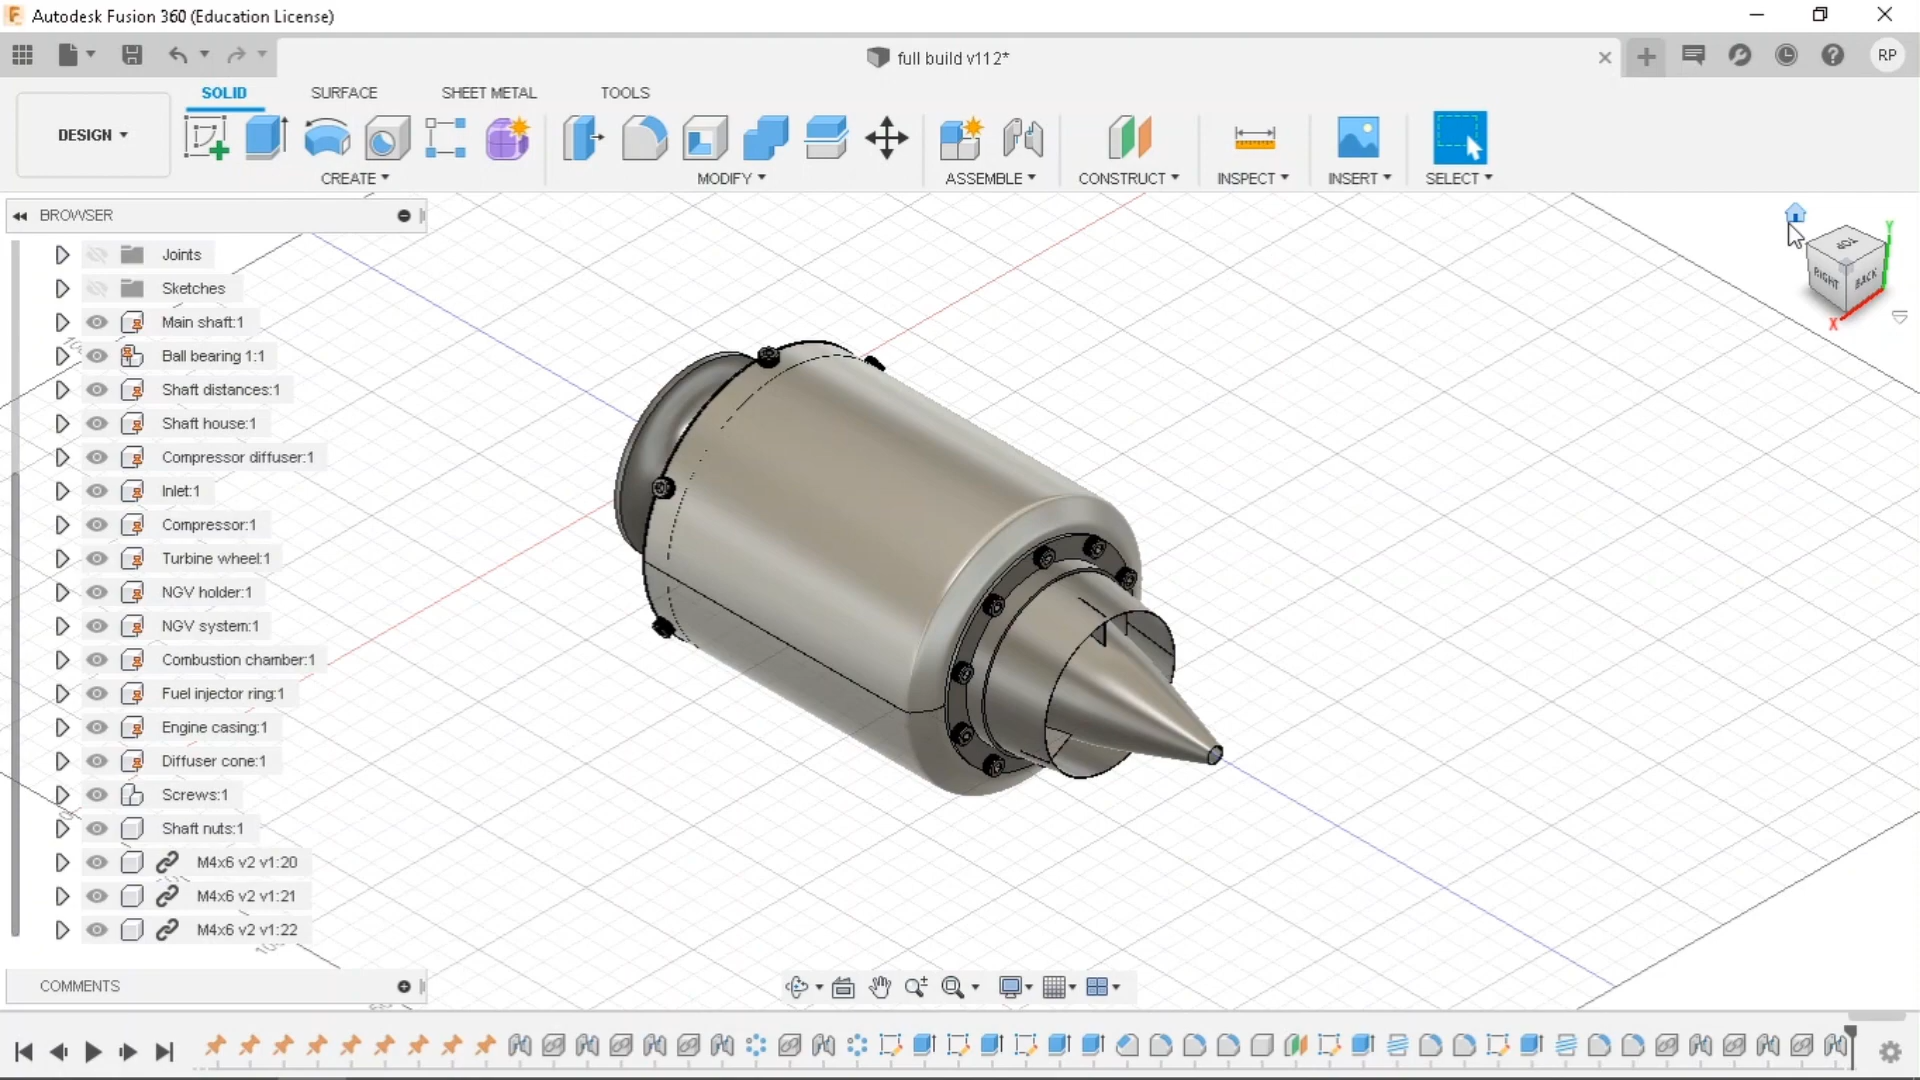 Autodesk Fusion 360 (Education License)
full build v112*
RP
DESIGN
SOLID
SURFACE
SHEET METAL
TOOLS
CREATE
MODIFY
ASSEMBLE
CONSTRUCT
INSPECT
INSERT
SELECT
BROWSER
Joints
Sketches
Main shaft:1
Ball bearing 1:1
Shaft distances:1
Shaft house:1
Compressor diffuser:1
Inlet:1
Compressor:1
Turbine wheel:1
NGV holder:1
NGV system:1
Combustion chamber:1
Fuel injector ring:1
Engine casing:1
Diffuser cone:1
Screws:1
Shaft nuts:1
M4x6 v2 v1:20
M4x6 v2 v1:21
M4x6 v2 v1:22
TOP
RIGHT
BACK
Y
X
COMMENTS